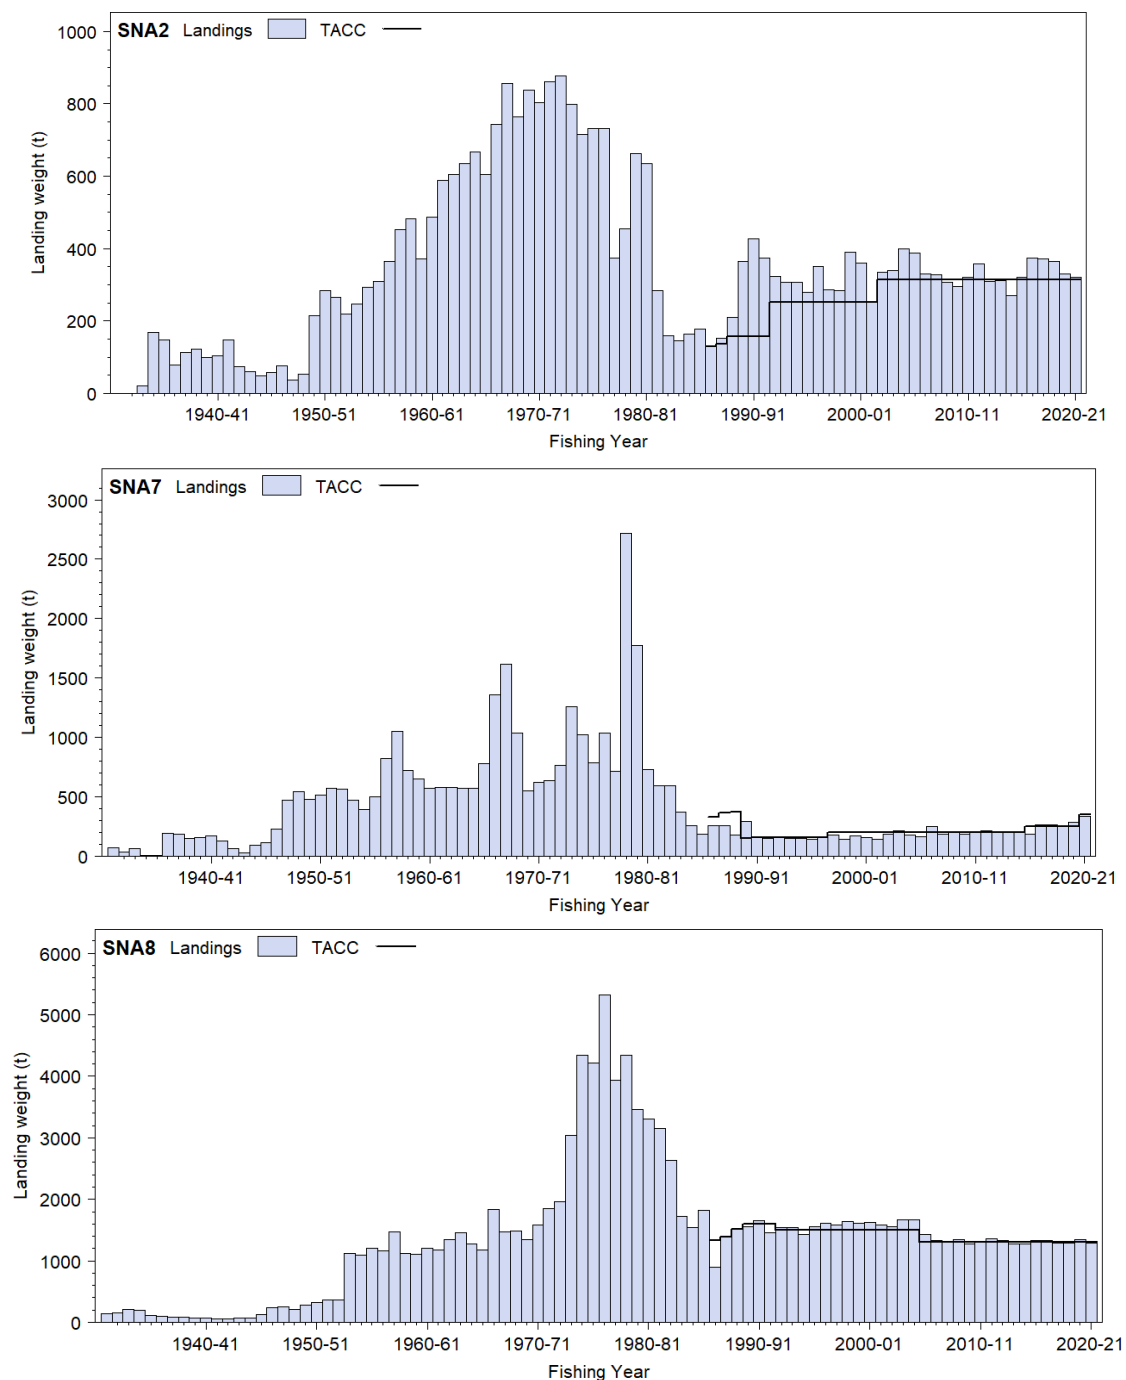 SNA2 Landings TACC
1000
800
600
400
200
0
Landing weight (t)
1940-41 1950-51 1960-61 1970-71 1980-81 1990-91 2000-01 2010-11 2020-21
Fishing Year
SNA7 Landings TACC
3000
2500
2000
1500
1000
500
0
Landing weight (t)
1940-41 1950-51 1960-61 1970-71 1980-81 1990-91 2000-01 2010-11 2020-21
Fishing Year
SNA8 Landings TACC
6000
5000
4000
3000
2000
1000
0
Landing weight (t)
1940-41 1950-51 1960-61 1970-71 1980-81 1990-91 2000-01 2010-11 2020-21
Fishing Year